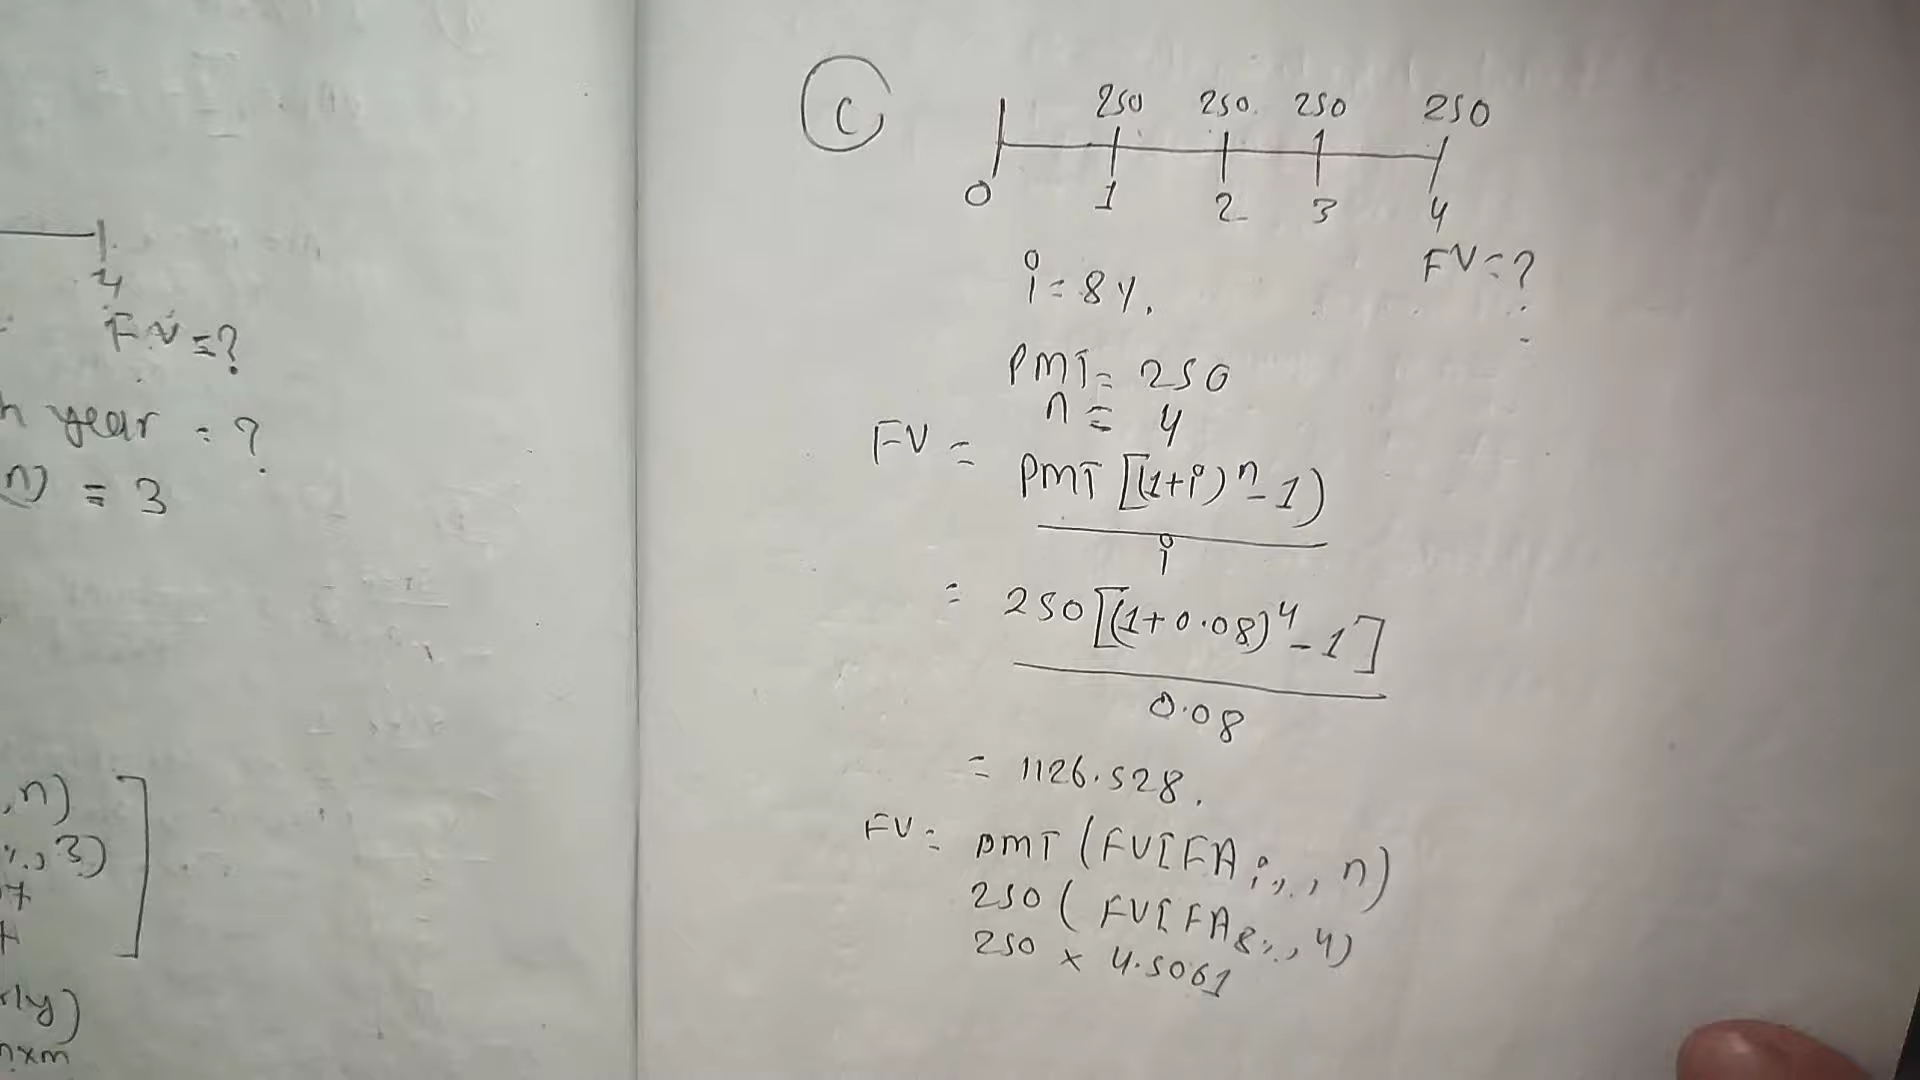 4
FV=?
year = ?
(n) = 3
,n)
%,3)
rly)
nxm
C
250 250 250 250
0 1 2 3 4
FV=?
i=8%.
PMT= 250
n= 4
FV = PMT [(1+i)^n-1)
i
= 250[(1+0.08)^4-1]
0.08
= 1126.528.
FV= PMT (FVIFA i%, n)
250 ( FVIFA 8%, 4)
250 x 4.5061